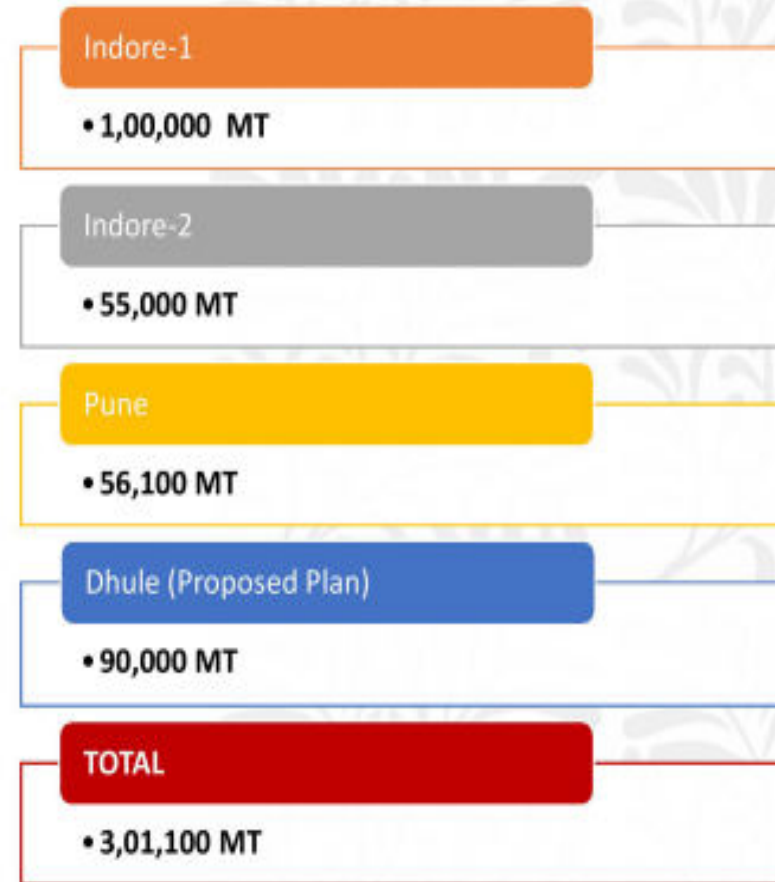 Indore-1
• 1,00,000 MT
Indore-2
• 55,000 MT
Pune
• 56,100 MT
Dhule (Proposed Plan)
• 90,000 MT
TOTAL
• 3,01,100 MT